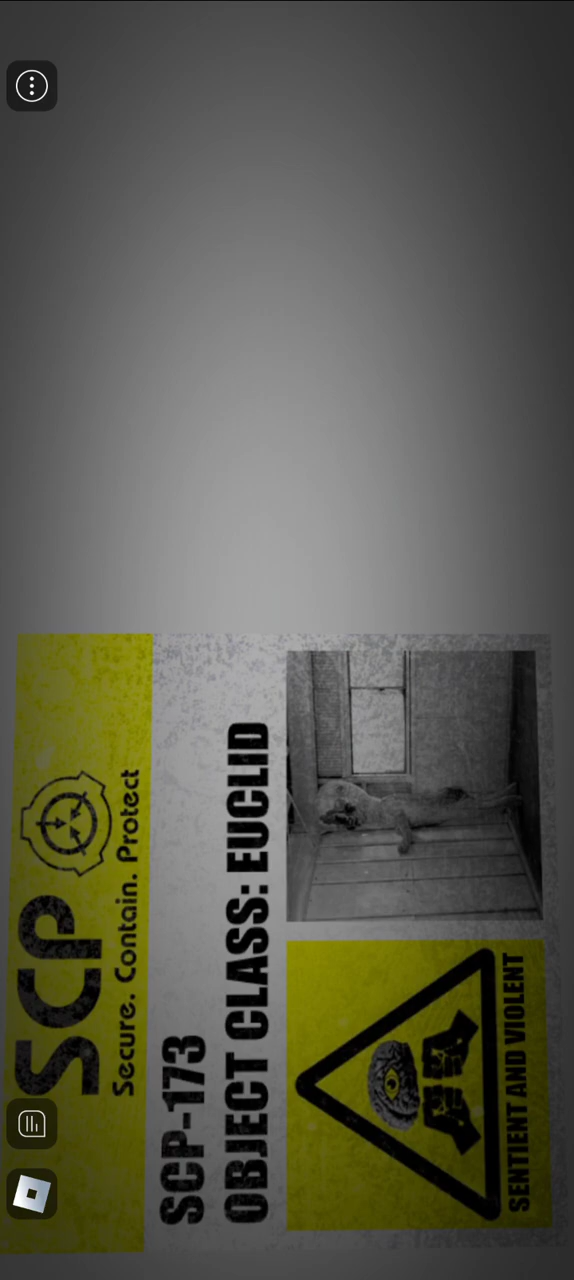 SCP
Secure. Contain. Protect
SCP-173
OBJECT CLASS: EUCLID
SENTIENT AND VIOLENT